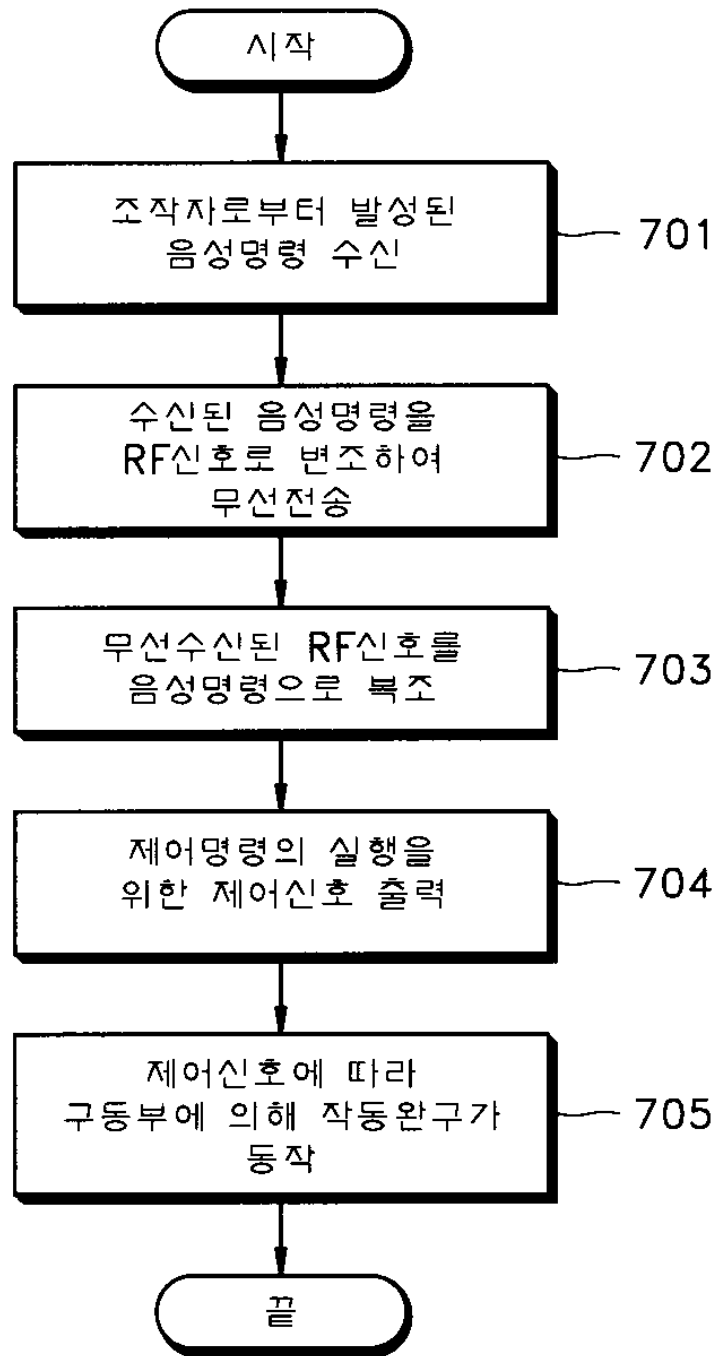 시작
조작자로부터 발성된
음성명령 수신
701
수신된 음성명령을
RF신호로 변조하여
무선전송
702
무선수신된 RF신호를
음성명령으로 복조
703
제어명령의 실행을
위한 제어신호 출력
704
제어신호에 따라
구동부에 의해 작동완구가
동작
705
끝